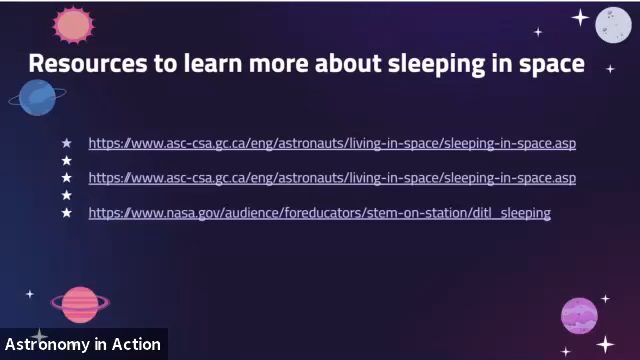 Resources to learn more about sleeping in space
https://www.asc-csa.gc.ca/eng/astronauts/living-in-space/sleeping-in-space.asp
https://www.asc-csa.gc.ca/eng/astronauts/living-in-space/sleeping-in-space.asp
https://www.nasa.gov/audience/foreducators/stem-on-station/ditl_sleeping
Astronomy in Action